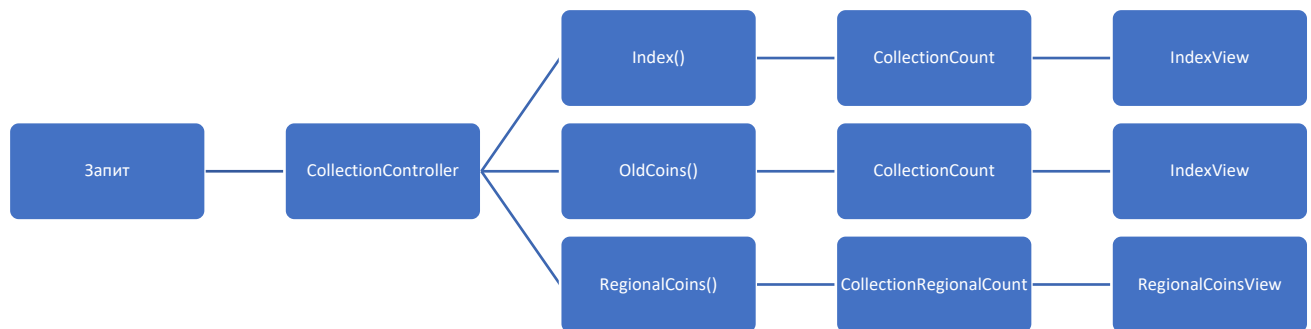 Index()
CollectionCount
IndexView
Запит
CollectionController
OldCoins()
CollectionCount
IndexView
RegionalCoins()
CollectionRegionalCount
RegionalCoinsView